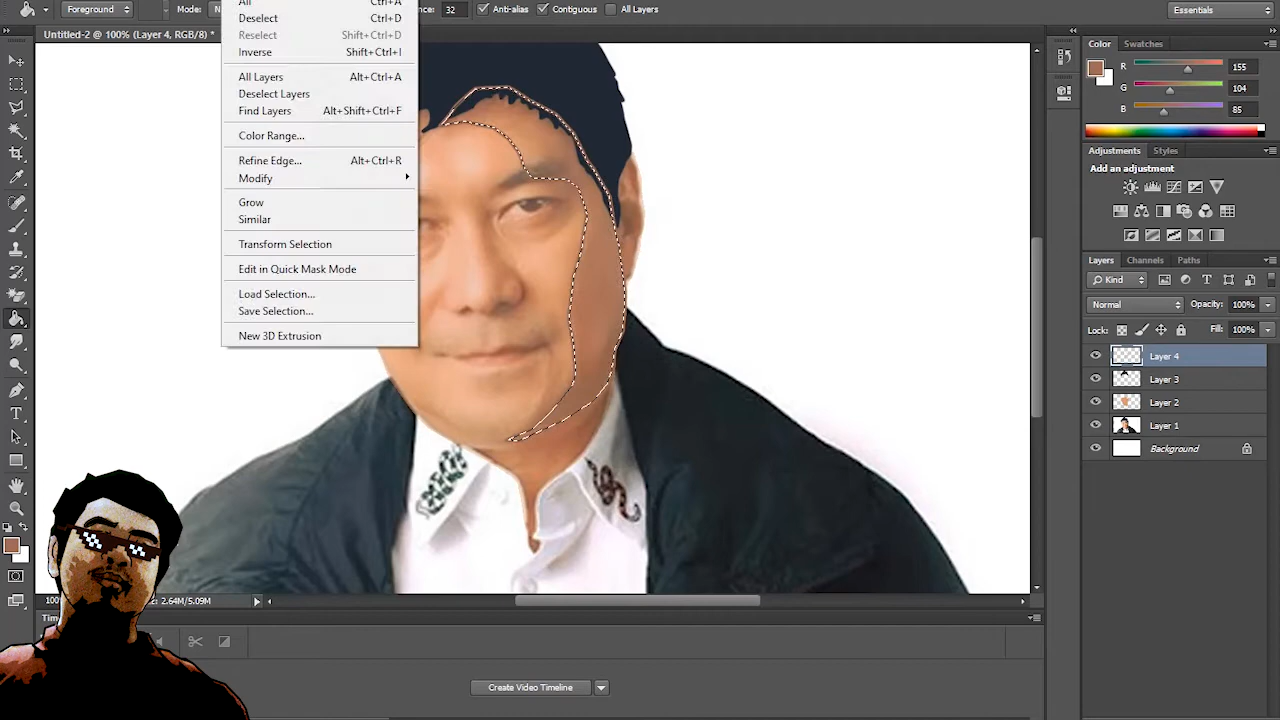 Foreground
Mode: N
nce: 32
Anti-alias
Contiguous
All Layers
Essentials
Untitled-2 @ 100% (Layer 4, RGB/8) *
All Ctrl+A
Deselect Ctrl+D
Reselect Shift+Ctrl+D
Inverse Shift+Ctrl+I
All Layers Alt+Ctrl+A
Deselect Layers
Find Layers Alt+Shift+Ctrl+F
Color Range...
Refine Edge... Alt+Ctrl+R
Modify
Grow
Similar
Transform Selection
Edit in Quick Mask Mode
Load Selection...
Save Selection...
New 3D Extrusion
Color Swatches
R 155
G 104
B 85
Adjustments Styles
Add an adjustment
Layers Channels Paths
Kind
Normal Opacity: 100%
Lock: Fill: 100%
Layer 4
Layer 3
Layer 2
Layer 1
Background
100
2.64M/5.09M
Tim
Create Video Timeline